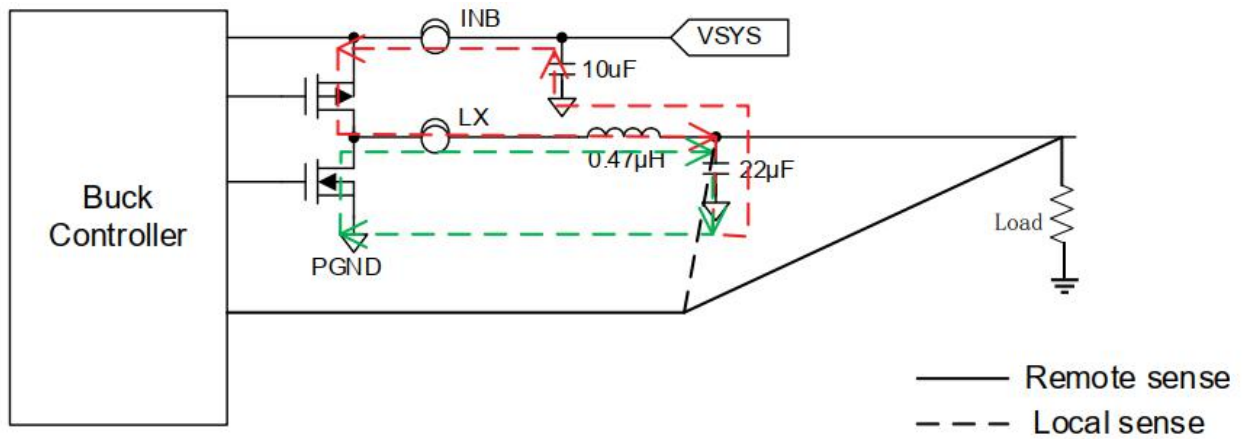 INB
VSYS
10uF
LX
0.47µH
22µF
Buck
Controller
Load
PGND
Remote sense
Local sense